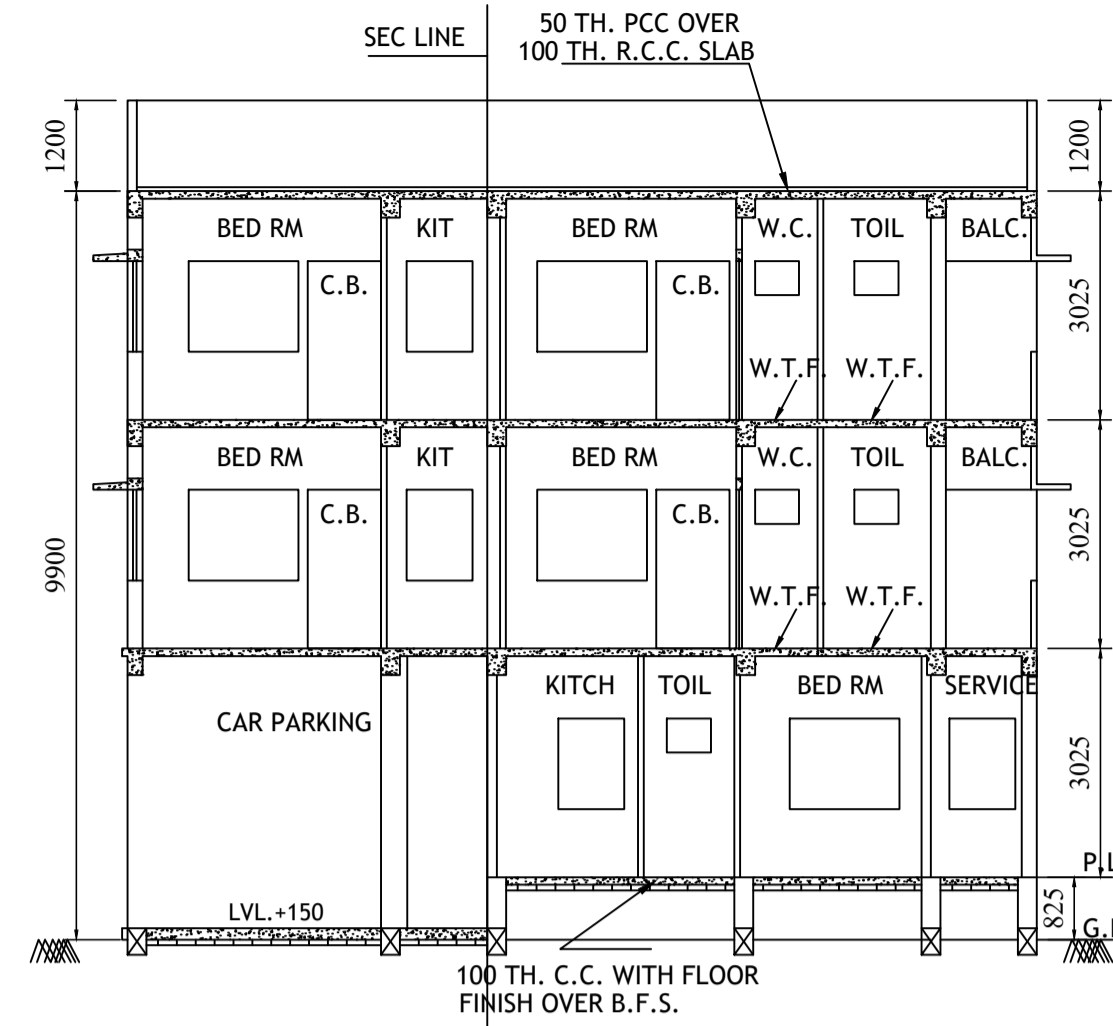 50 TH. PCC OVER
SEC LINE
100 TH. R.C.C. SLAB
1200
1200
BED RM KIT BED RM W.C. TOIL BALC.
C.B. C.B.
3025
W.T.F. W.T.F.
BED RM KIT BED RM W.C. TOIL BALC.
C.B. C.B.
3025
9900
W.T.F. W.T.F.
KITCH TOIL BED RM SERVICE
CAR PARKING
3025
P.L
LVL.+150
825
G.L
100 TH. C.C. WITH FLOOR
FINISH OVER B.F.S.